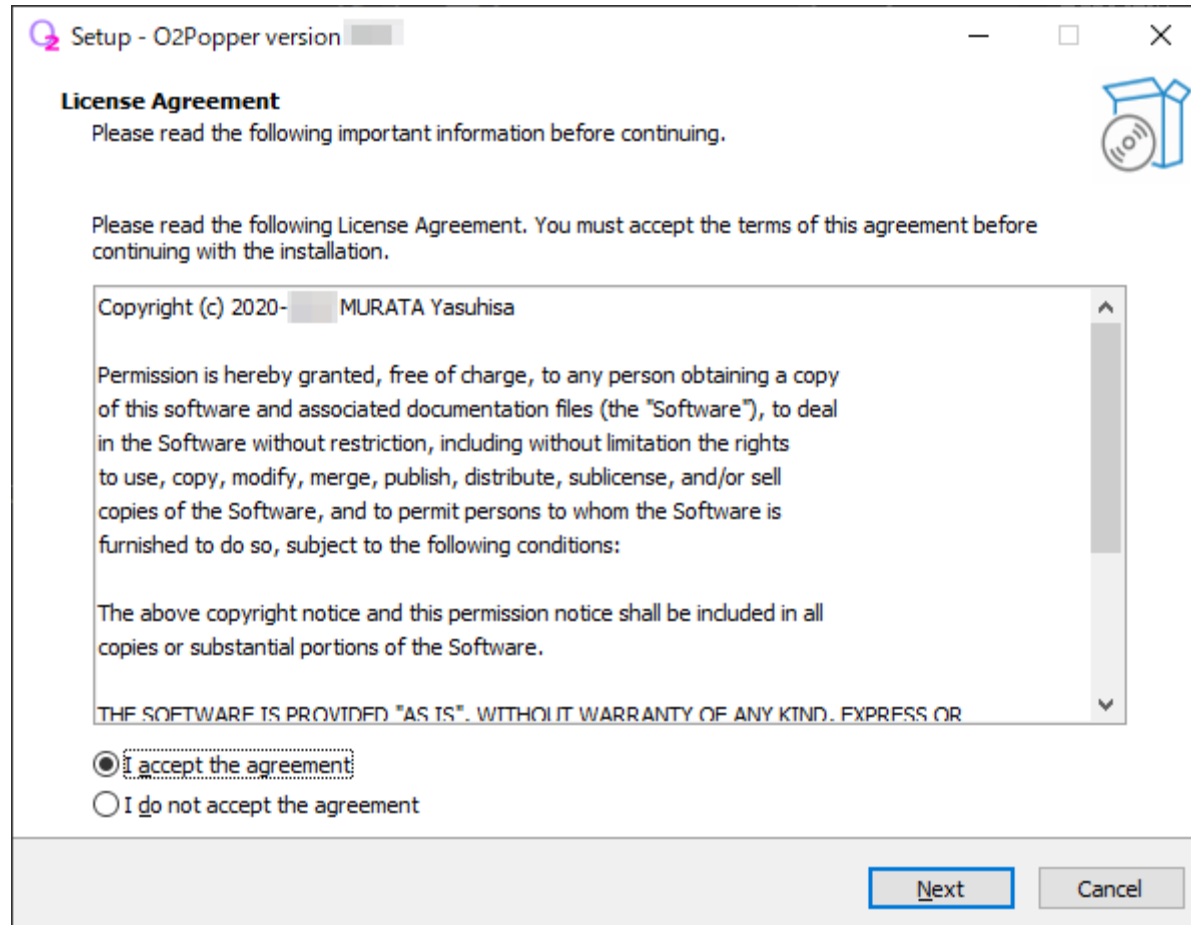 Setup - O2Popper version
License Agreement
Please read the following important information before continuing.
Please read the following License Agreement. You must accept the terms of this agreement before
continuing with the installation.
Copyright (c) 2020- MURATA Yasuhisa
Permission is hereby granted, free of charge, to any person obtaining a copy
of this software and associated documentation files (the "Software"), to deal
in the Software without restriction, including without limitation the rights
to use, copy, modify, merge, publish, distribute, sublicense, and/or sell
copies of the Software, and to permit persons to whom the Software is
furnished to do so, subject to the following conditions:
The above copyright notice and this permission notice shall be included in all
copies or substantial portions of the Software.
THE SOFTWARE IS PROVIDED "AS IS", WITHOUT WARRANTY OF ANY KIND, EXPRESS OR
I accept the agreement
I do not accept the agreement
Next
Cancel